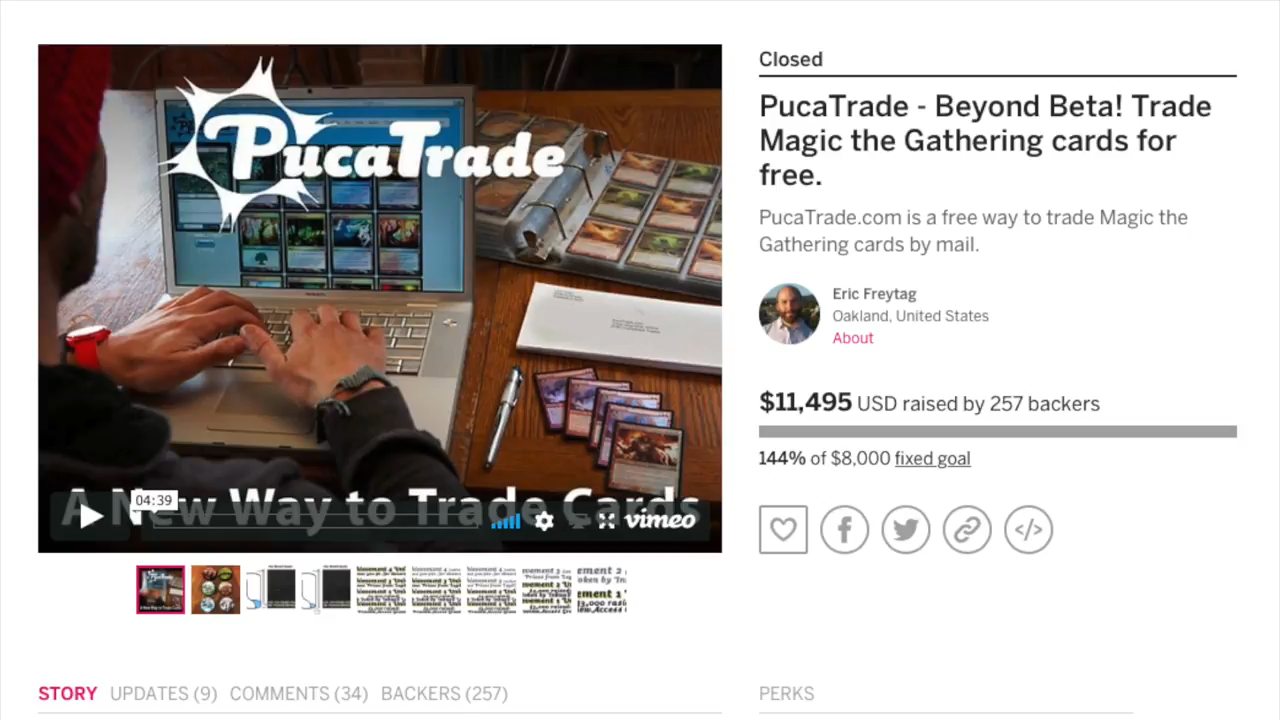 PucaTrade
A New Way to Trade Cards
04:39
vimeo
Closed
PucaTrade - Beyond Beta! Trade
Magic the Gathering cards for
free.
PucaTrade.com is a free way to trade Magic the
Gathering cards by mail.
Eric Freytag
Oakland, United States
About
$11,495 USD raised by 257 backers
144% of $8,000 fixed goal
STORY UPDATES (9) COMMENTS (34) BACKERS (257)
PERKS